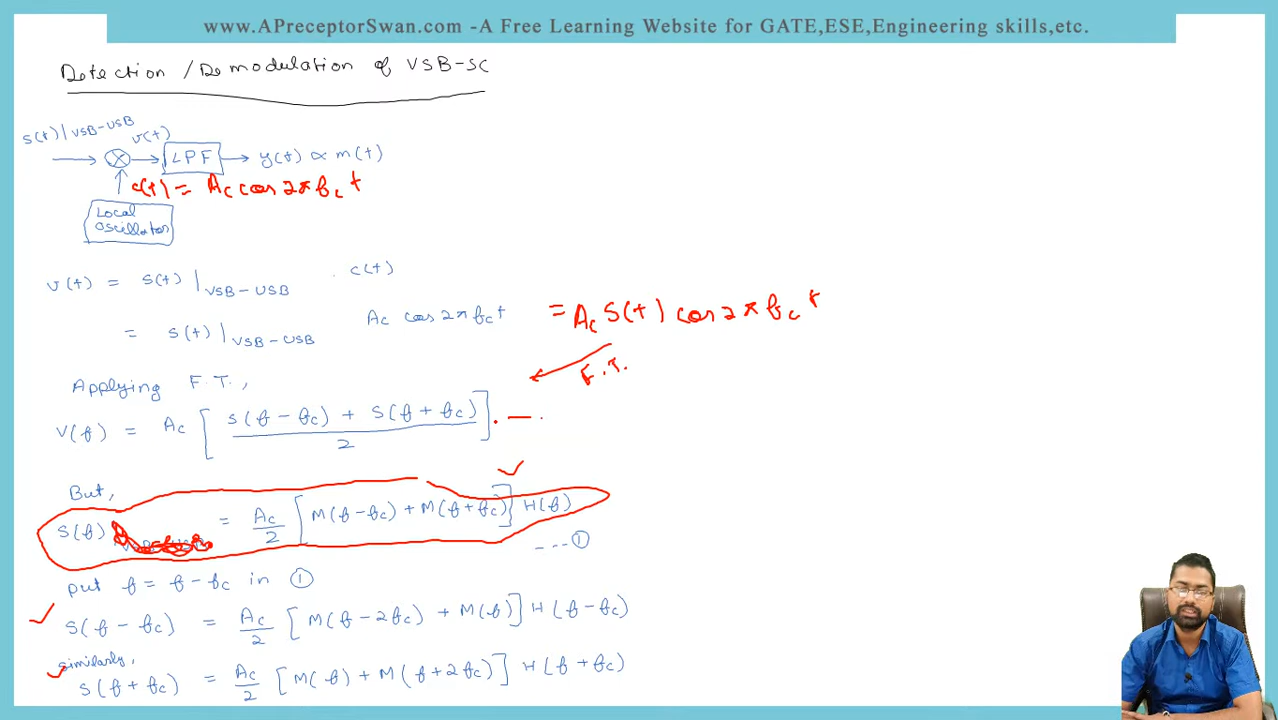 www.APreceptorSwan.com -A Free Learning Website for GATE,ESE,Engineering skills,etc.
Detection /Demodulation of VSB-SC
s(t)|VSB-USB
v(t)
LPF
y(t) ∝ m(t)
c(t) = Ac cos 2π fc t
Local
Oscillator
v(t) = s(t) |VSB-USB . c(t)
= s(t) |VSB-USB Ac cos 2π fc t = Ac S(t) cos 2π fc t
F.T.
Applying F.T.,
V(f) = Ac [ S(f - fc) + S(f + fc) / 2 ]
But,
S(f) = Ac/2 [ M(f - fc) + M(f + fc) ] H(f)
--- ①
put f = f - fc in ①
S(f - fc) = Ac/2 [ M(f - 2fc) + M(f) ] H(f - fc)
similarly,
S(f + fc) = Ac/2 [ M(f) + M(f + 2fc) ] H(f + fc)